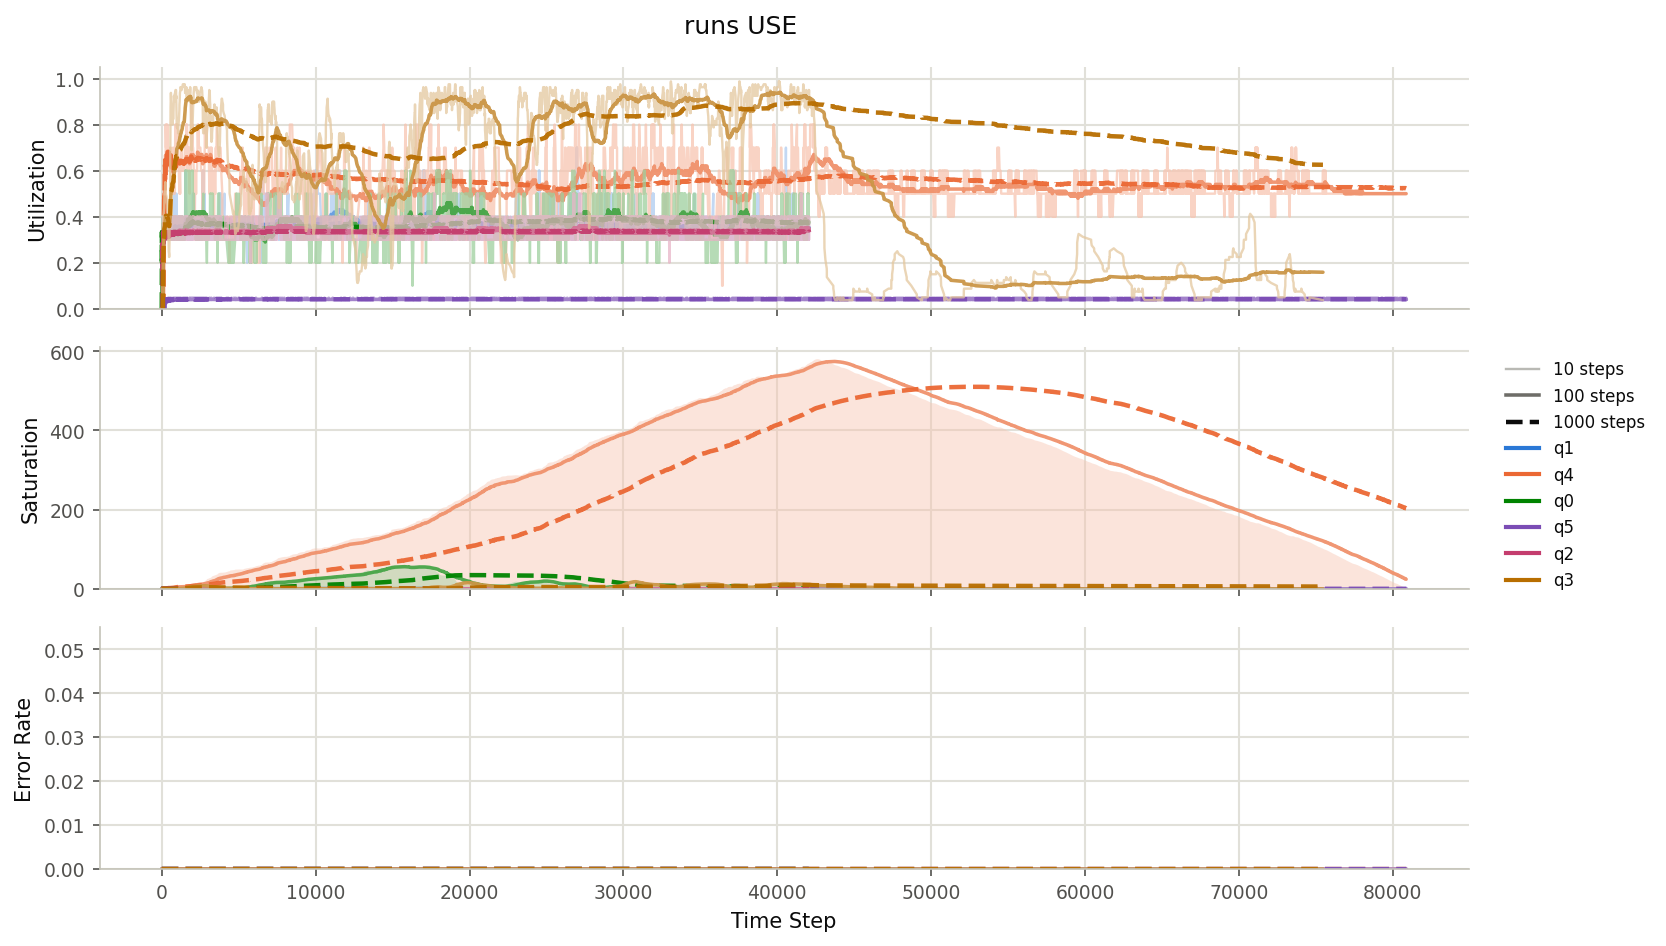 runs USE
Utilization
1.0
0.8
0.6
0.4
0.2
0.0
Saturation
600
400
200
0
10 steps
100 steps
1000 steps
q1
q4
q0
q5
q2
q3
Error Rate
0.05
0.04
0.03
0.02
0.01
0.00
0 10000 20000 30000 40000 50000 60000 70000 80000
Time Step